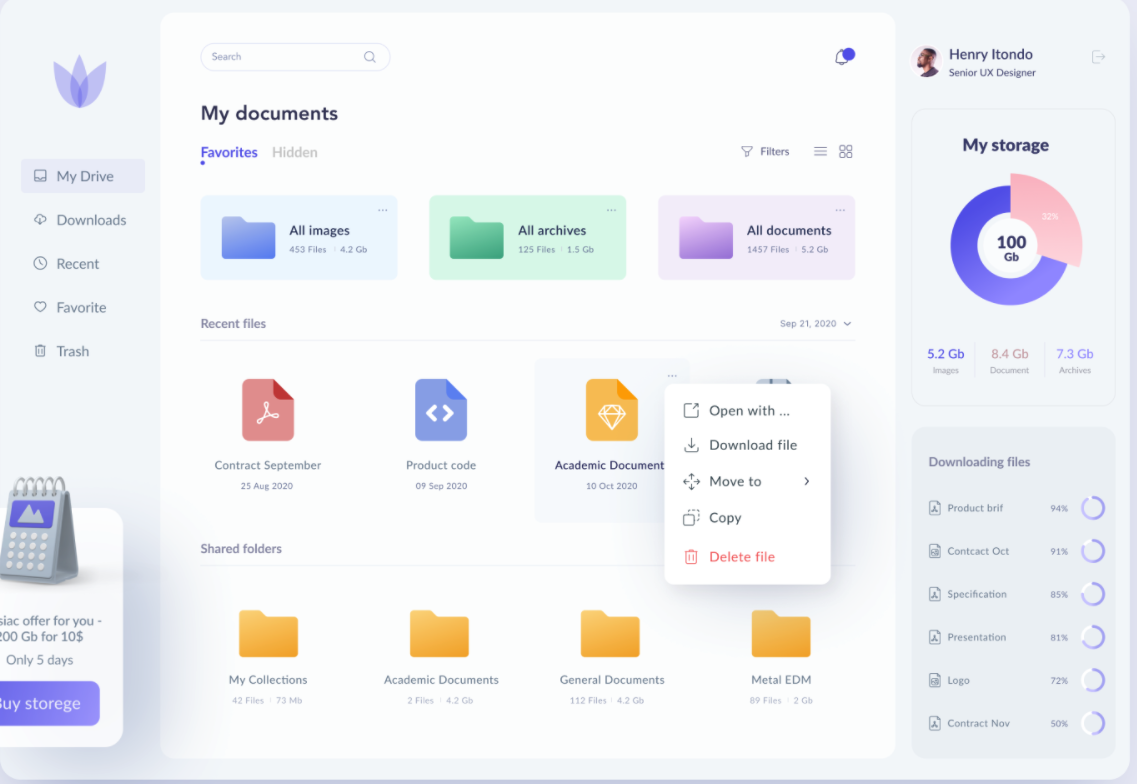 Search
My documents
Favorites
Hidden
Filters
All images
453 Files | 4.2 Gb
All archives
125 Files | 1.5 Gb
All documents
1457 Files | 5.2 Gb
Recent files
Sep 21, 2020
Contract September
25 Aug 2020
Product code
09 Sep 2020
Academic Document
10 Oct 2020
Open with ...
Download file
Move to
Copy
Delete file
Shared folders
My Collections
42 Files | 73 Mb
Academic Documents
2 Files | 4.2 Gb
General Documents
112 Files | 4.2 Gb
Metal EDM
89 Files | 2 Gb
My Drive
Downloads
Recent
Favorite
Trash
offer for you -
200 Gb for 10$
Only 5 days
Buy storege
Henry Itondo
Senior UX Designer
My storage
32%
100
Gb
5.2 Gb
Images
8.4 Gb
Document
7.3 Gb
Archives
Downloading files
Product brif 94%
Contcact Oct 91%
Specification 85%
Presentation 81%
Logo 72%
Contract Nov 50%